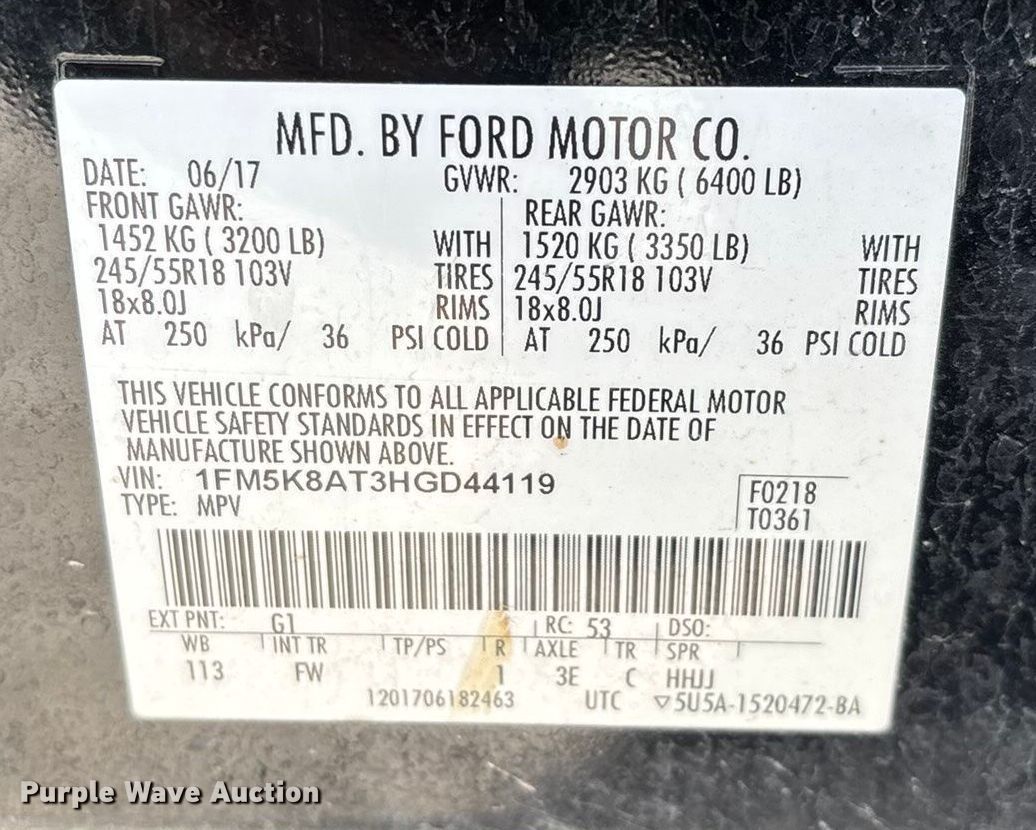 MFD. BY FORD MOTOR CO.
DATE: 06/17 GVWR: 2903 KG ( 6400 LB)
FRONT GAWR: REAR GAWR:
1452 KG ( 3200 LB) WITH 1520 KG ( 3350 LB) WITH
245/55R18 103V TIRES 245/55R18 103V TIRES
18x8.0J RIMS 18x8.0J RIMS
AT 250 kPa/ 36 PSI COLD AT 250 kPa/ 36 PSI COLD
THIS VEHICLE CONFORMS TO ALL APPLICABLE FEDERAL MOTOR
VEHICLE SAFETY STANDARDS IN EFFECT ON THE DATE OF
MANUFACTURE SHOWN ABOVE.
VIN: 1FM5K8AT3HGD44119 F0218
TYPE: MPV T0361
EXT PNT: G1 RC: 53 DSO:
WB INT TR TP/PS R AXLE TR SPR
113 FW 1 3E C HHJJ
1201706182463 UTC ▽5U5A-1520472-BA
Purple Wave Auction